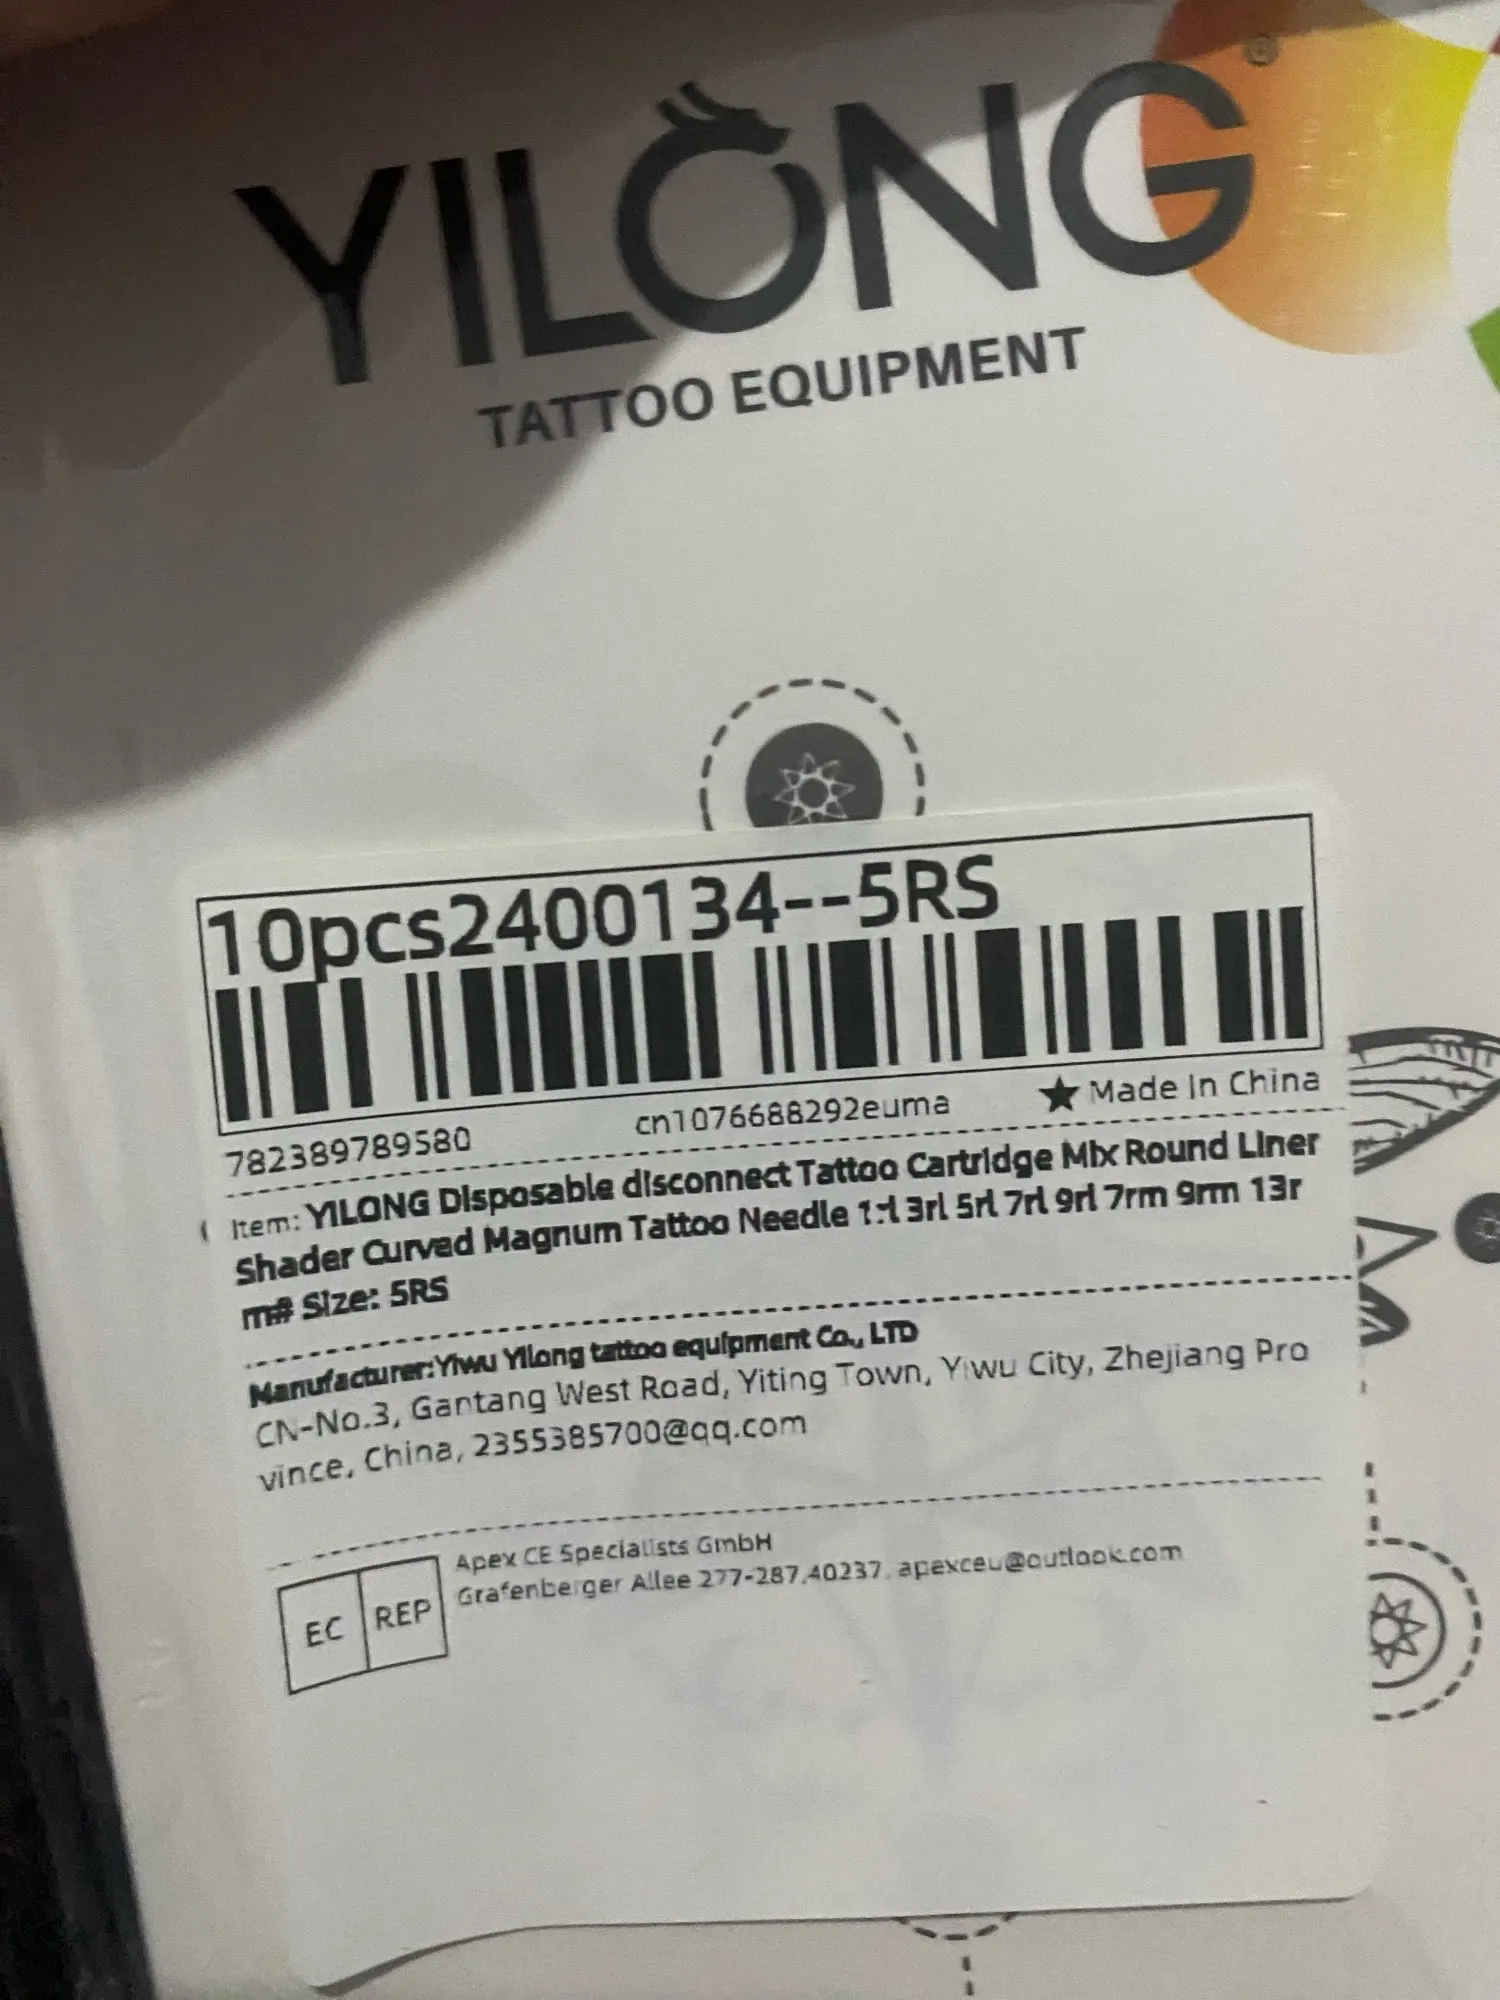 YILONG®
TATTOO EQUIPMENT
10pcs2400134--5RS
782389789580
cn1076688292euma
★ Made In China
Item: YILONG Disposable disconnect Tattoo Cartridge Mix Round Liner
Shader Curved Magnum Tattoo Needle 1rl 3rl 5rl 7rl 9rl 7rm 9rm 13r
m# Size: 5RS
Manufacturer:Yiwu Yilong tattoo equipment Co., LTD
CN-No.3, Gantang West Road, Yiting Town, Yiwu City, Zhejiang Pro
vince, China, 2355385700@qq.com
EC REP
Apex CE Specialists GmbH
Grafenberger Allee 277-287,40237, apexceu@outlook.com